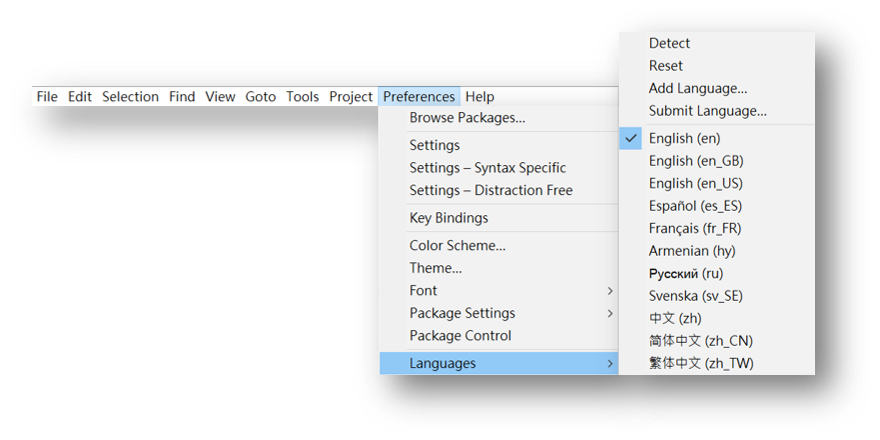 File Edit Selection Find View Goto Tools Project Preferences Help
Browse Packages...
Settings
Settings – Syntax Specific
Settings – Distraction Free
Key Bindings
Color Scheme...
Theme...
Font
Package Settings
Package Control
Languages
Detect
Reset
Add Language...
Submit Language...
English (en)
English (en_GB)
English (en_US)
Español (es_ES)
Français (fr_FR)
Armenian (hy)
Русский (ru)
Svenska (sv_SE)
中文 (zh)
简体中文 (zh_CN)
繁体中文 (zh_TW)